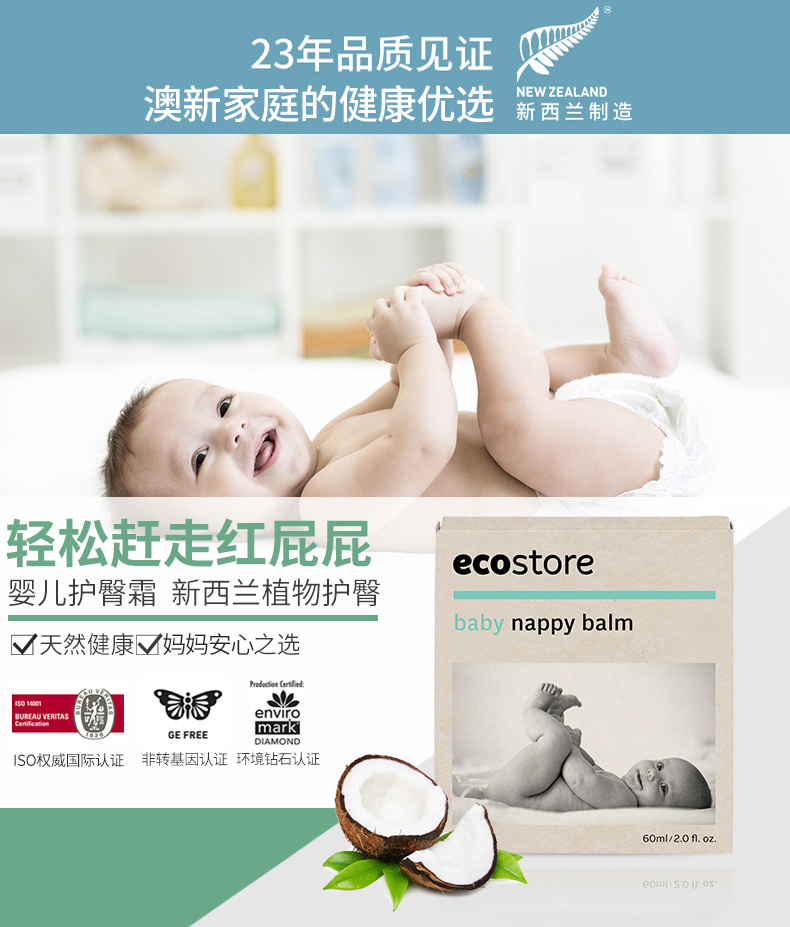 23年品质见证
澳新家庭的健康优选
NEW ZEALAND
新西兰制造
轻松赶走红屁屁
婴儿护臀霜 新西兰植物护臀
天然健康 妈妈安心之选
ISO 14001
BUREAU VERITAS
Certification
BUREAU VERITAS
1828
ISO权威国际认证
GE FREE
非转基因认证
Production Certified:
enviro
mark
DIAMOND
环境钻石认证
ecostore
baby nappy balm
60ml/2.0 fl. oz.